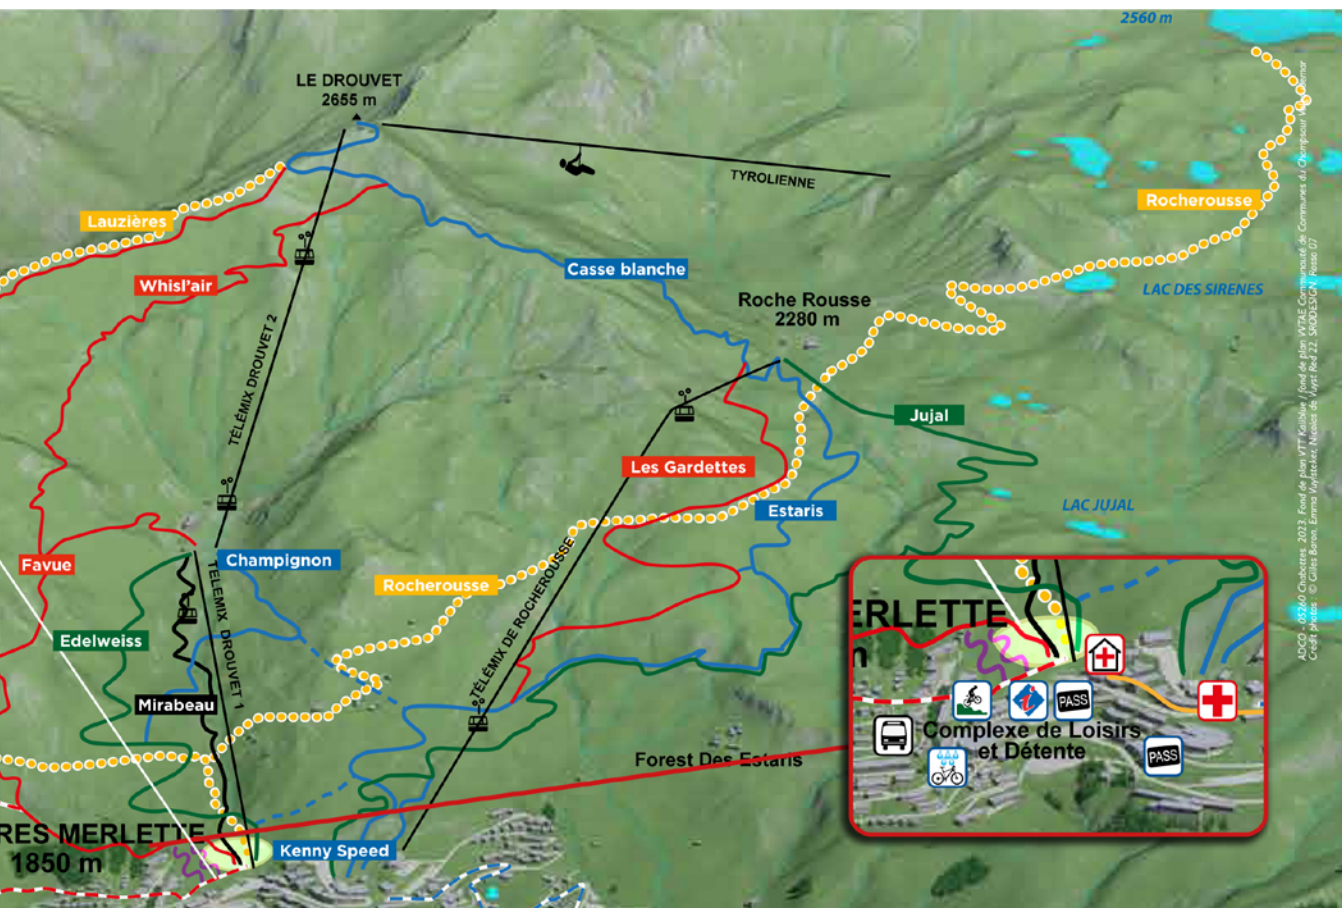 2560 m
LE DROUVET
2655 m
TYROLIENNE
Lauzières
Rocherousse
Whisl'air
Casse blanche
LAC DES SIRENES
Roche Rousse
2280 m
TÉLÉMIX DROUVET 2
Jujal
Les Gardettes
Estaris
LAC JUJAL
Favue
Champignon
Rocherousse
TÉLÉMIX DE ROCHEROUSSE
TELEMIX DROUVET 1
Edelweiss
Mirabeau
Forest Des Estaris
RES MERLETTE
1850 m
Kenny Speed
ERLETTE
PASS
Complexe de Loisirs
et Détente
PASS